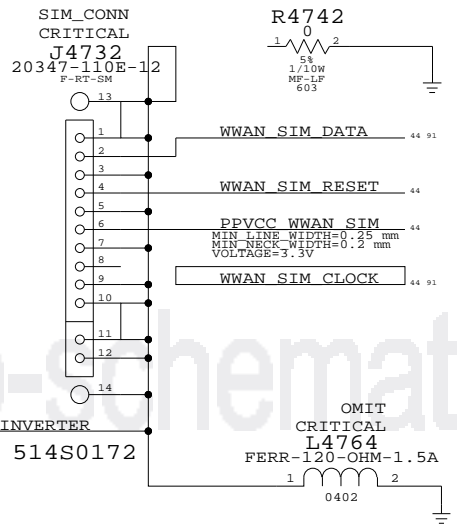 SIM_CONN
CRITICAL
J4732
20347-110E-12
F-RT-SM
13
1
2
3
4
5
6
7
8
9
10
11
12
14
R4742
0
1
2
5%
1/10W
MF-LF
603
WWAN_SIM_DATA
44 91
WWAN_SIM_RESET
44
PPVCC_WWAN_SIM
44
MIN_LINE_WIDTH=0.25 mm
MIN_NECK_WIDTH=0.2 mm
VOLTAGE=3.3V
WWAN_SIM_CLOCK
44 91
-schemat
INVERTER
514S0172
OMIT
CRITICAL
L4764
FERR-120-OHM-1.5A
1
2
0402